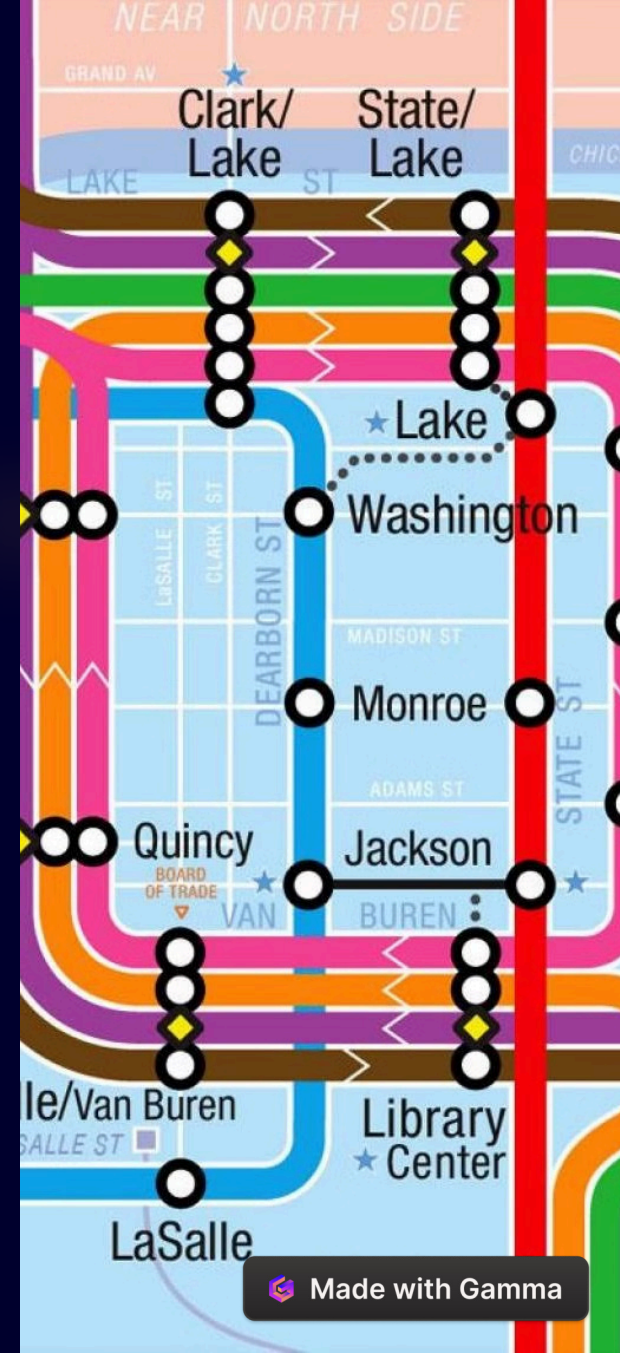 NEAR NORTH SIDE
GRAND AV
Clark/
Lake
State/
Lake
CHIC
LAKE ST
Lake
Washington
LaSALLE ST
CLARK ST
DEARBORN ST
MADISON ST
Monroe
STATE ST
ADAMS ST
Quincy
Jackson
BOARD
OF TRADE
VAN BUREN
lle/Van Buren
SALLE ST
Library
Center
LaSalle
Made with Gamma